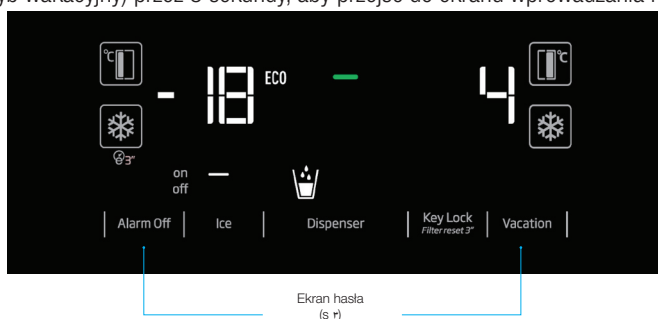 °C
°C
- 18 ECO
4
3"
on
off
Alarm Off
Ice
Dispenser
Key Lock
Filter reset 3"
Vacation
Ekran hasła
(s ٣)